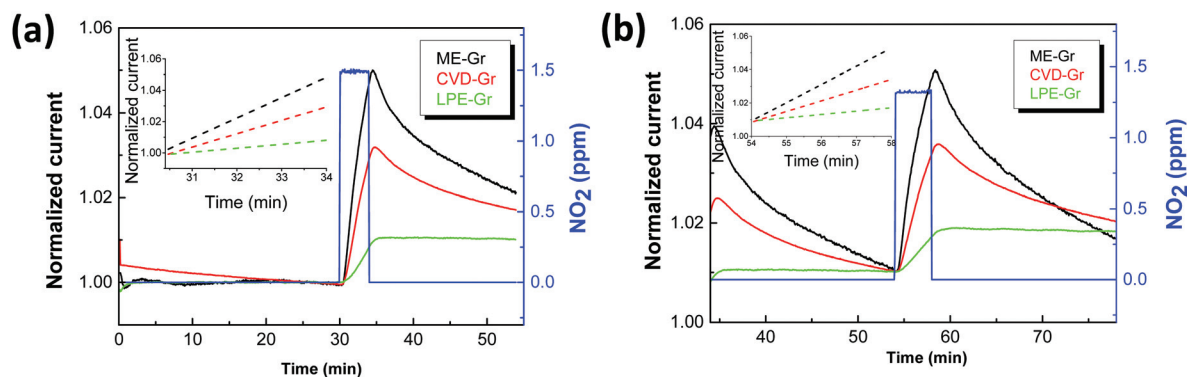 (a)
Normalized current
1.06
1.04
1.02
1.00
0
10
20
30
40
50
Time (min)
Normalized current
1.06
1.04
1.02
1.00
31
32
33
34
Time (min)
ME-Gr
CVD-Gr
LPE-Gr
1.5
1.0
0.5
0.0
NO2 (ppm)
(b)
Normalized current
1.06
1.04
1.02
1.00
40
50
60
70
Time (min)
Normalized current
1.06
1.04
1.02
1.00
54
55
56
57
58
Time (min)
ME-Gr
CVD-Gr
LPE-Gr
1.5
1.0
0.5
0.0
NO2 (ppm)